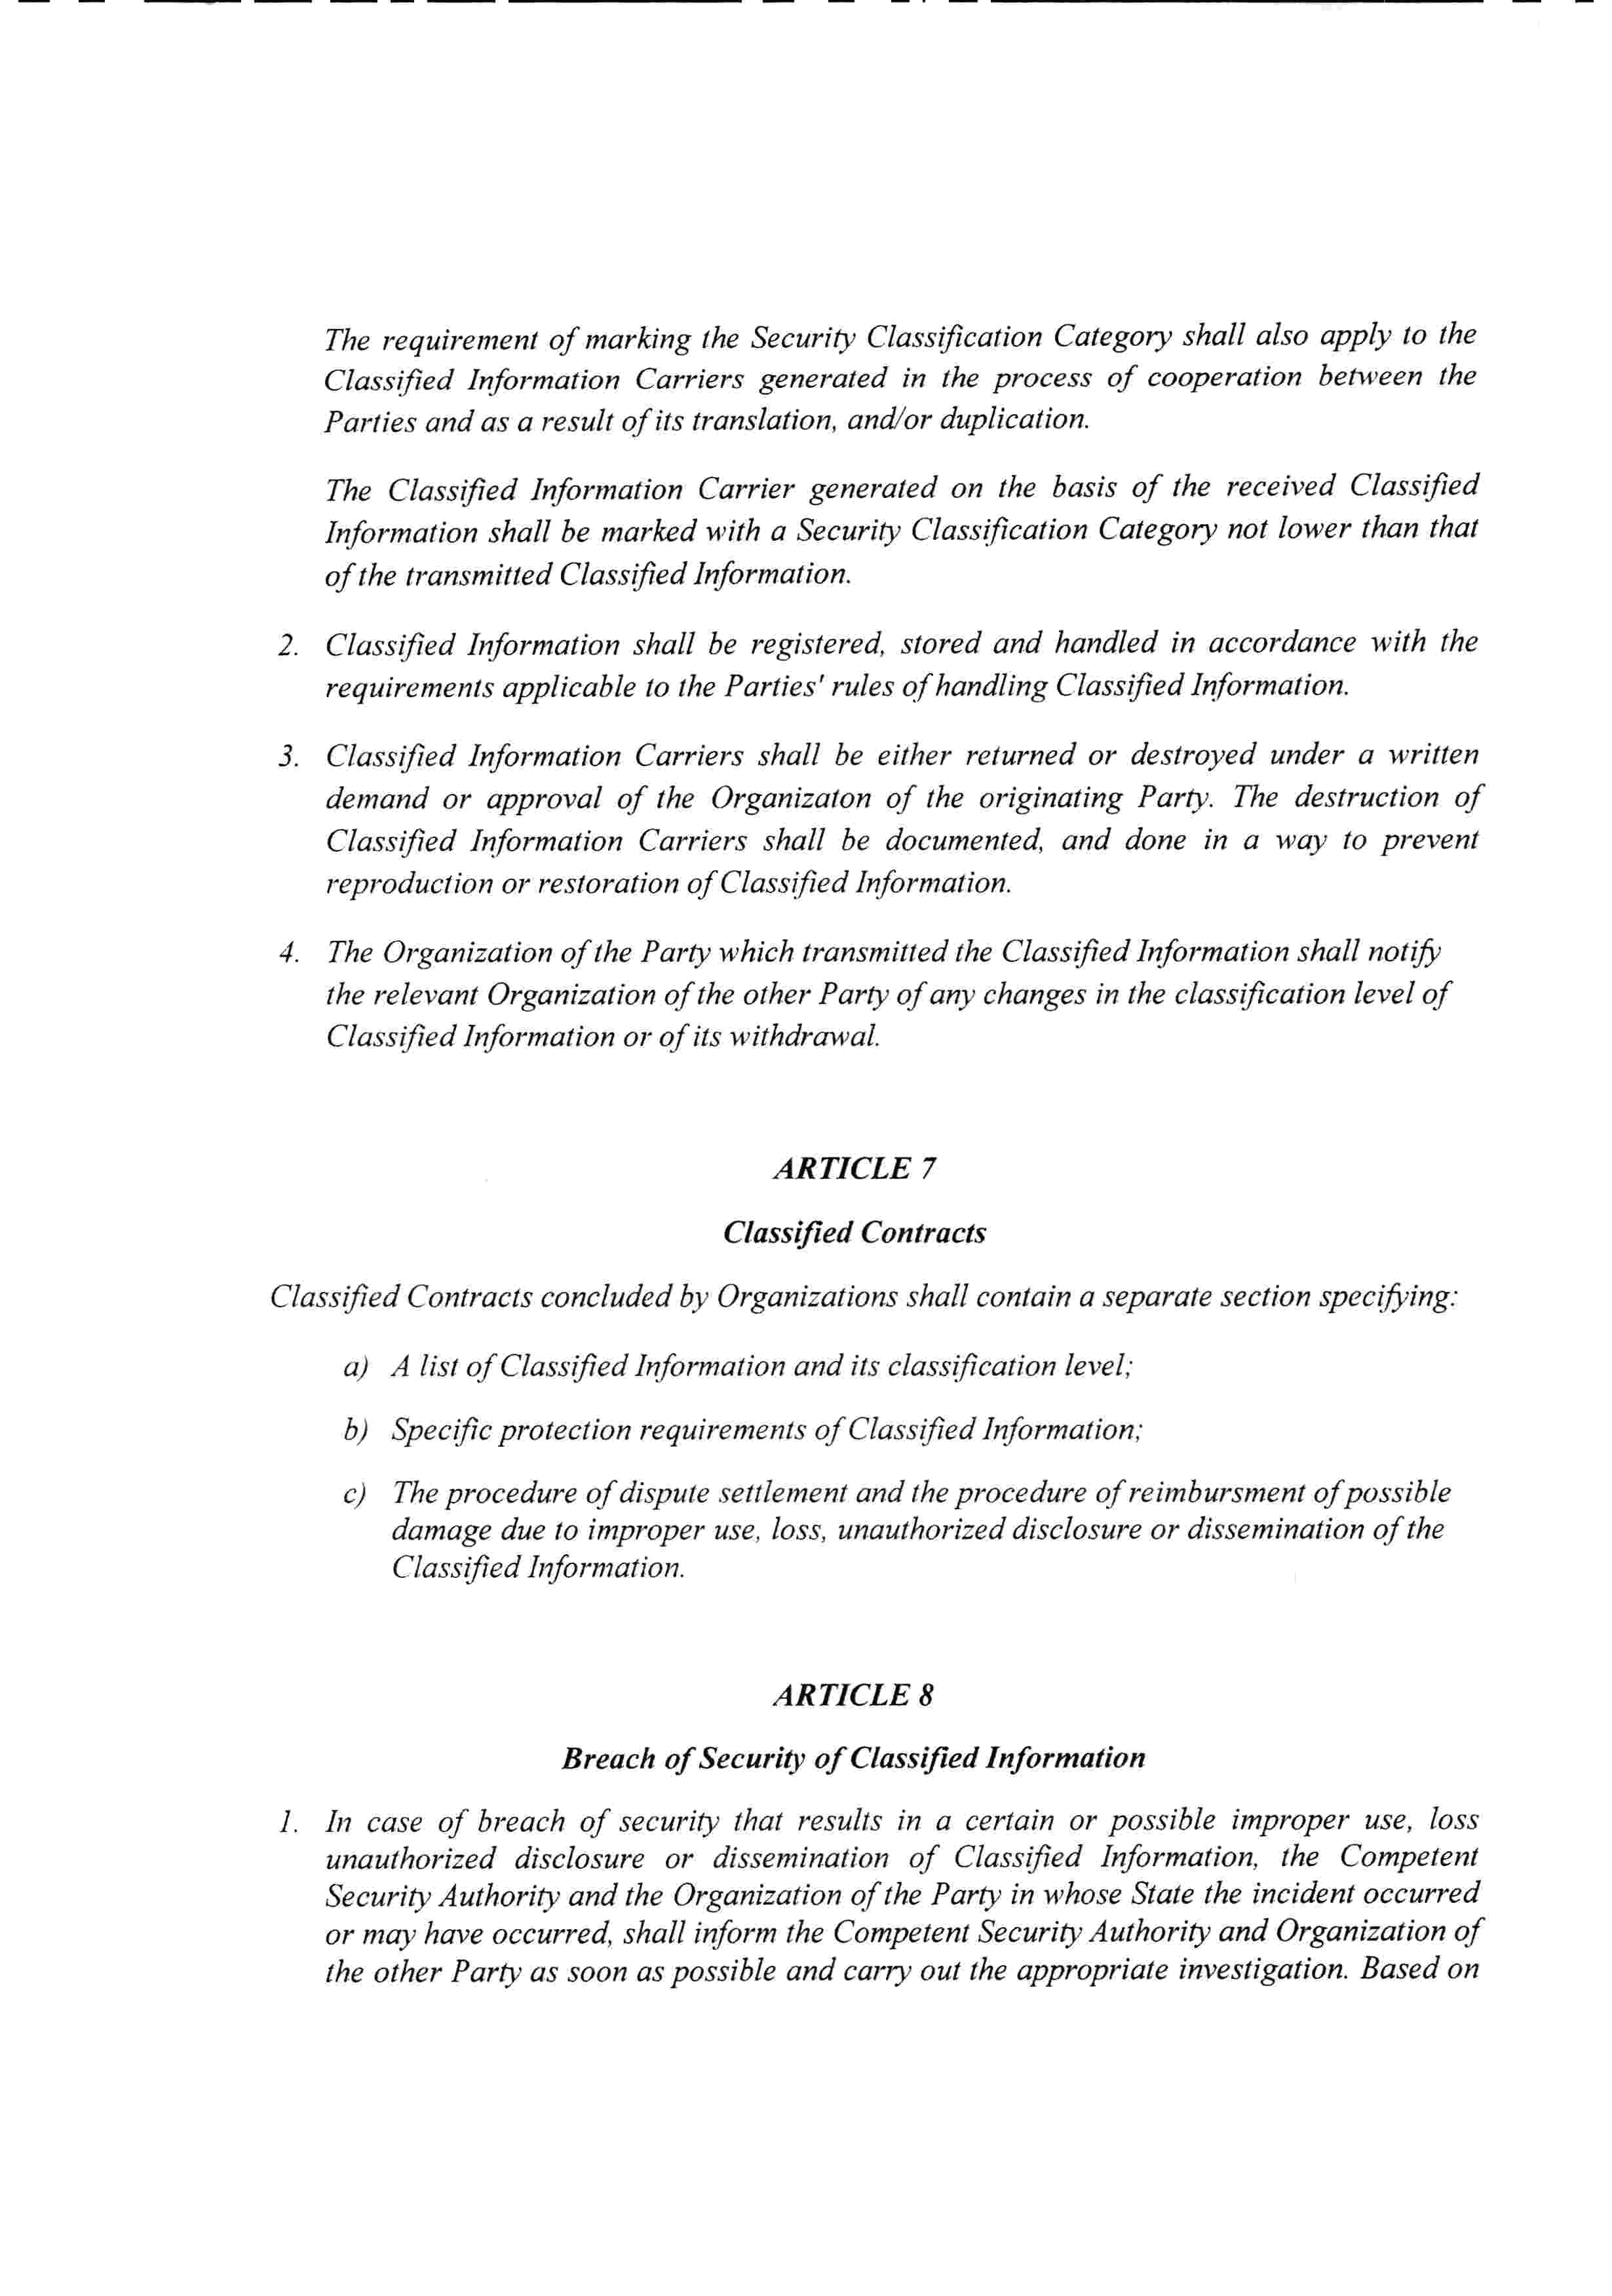 The requirement of marking the Security Classification Category shall also apply to the
Classified Information Carriers generated in the process of cooperation between the
Parties and as a result of its translation, and/or duplication.
The Classified Information Carrier generated on the basis of the received Classified
Information shall be marked with a Security Classification Category not lower than that
of the transmitted Classified Information.
2. Classified Information shall be registered, stored and handled in accordance with the
requirements applicable to the Parties' rules of handling Classified Information.
3. Classified Information Carriers shall be either returned or destroyed under a written
demand or approval of the Organizaton of the originating Party. The destruction of
Classified Information Carriers shall be documented, and done in a way to prevent
reproduction or restoration of Classified Information.
4. The Organization of the Party which transmitted the Classified Information shall notify
the relevant Organization of the other Party of any changes in the classification level of
Classified Information or of its withdrawal.
ARTICLE 7
Classified Contracts
Classified Contracts concluded by Organizations shall contain a separate section specifying:
a) A list of Classified Information and its classification level;
b) Specific protection requirements of Classified Information;
c) The procedure of dispute settlement and the procedure of reimbursment of possible
damage due to improper use, loss, unauthorized disclosure or dissemination of the
Classified Information.
ARTICLE 8
Breach of Security of Classified Information
1. In case of breach of security that results in a certain or possible improper use, loss
unauthorized disclosure or dissemination of Classified Information, the Competent
Security Authority and the Organization of the Party in whose State the incident occurred
or may have occurred, shall inform the Competent Security Authority and Organization of
the other Party as soon as possible and carry out the appropriate investigation. Based on